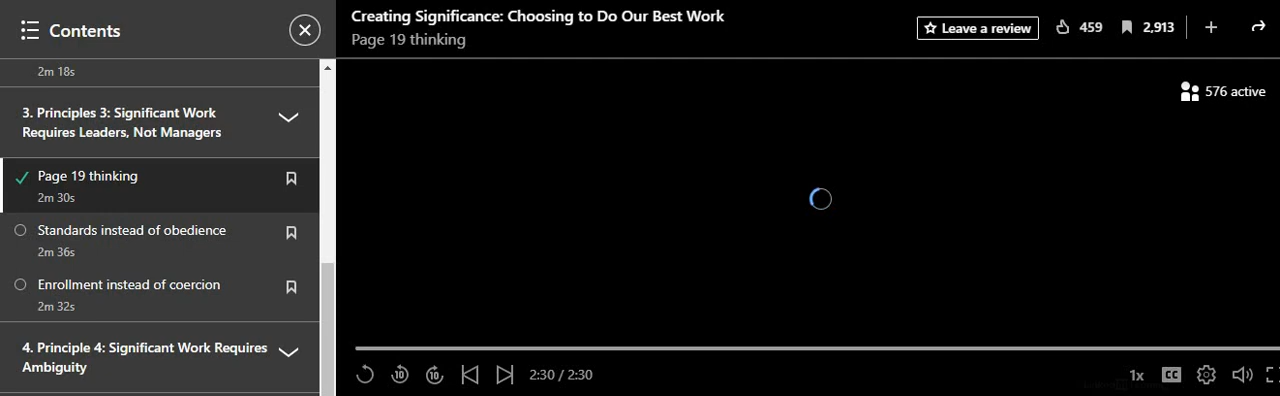 Contents
2m 18s
3. Principles 3: Significant Work
Requires Leaders, Not Managers
Page 19 thinking
2m 30s
Standards instead of obedience
2m 36s
Enrollment instead of coercion
2m 32s
4. Principle 4: Significant Work Requires
Ambiguity
Creating Significance: Choosing to Do Our Best Work
Page 19 thinking
Leave a review
459
2,913
576 active
10
10
2:30 / 2:30
1x
CC